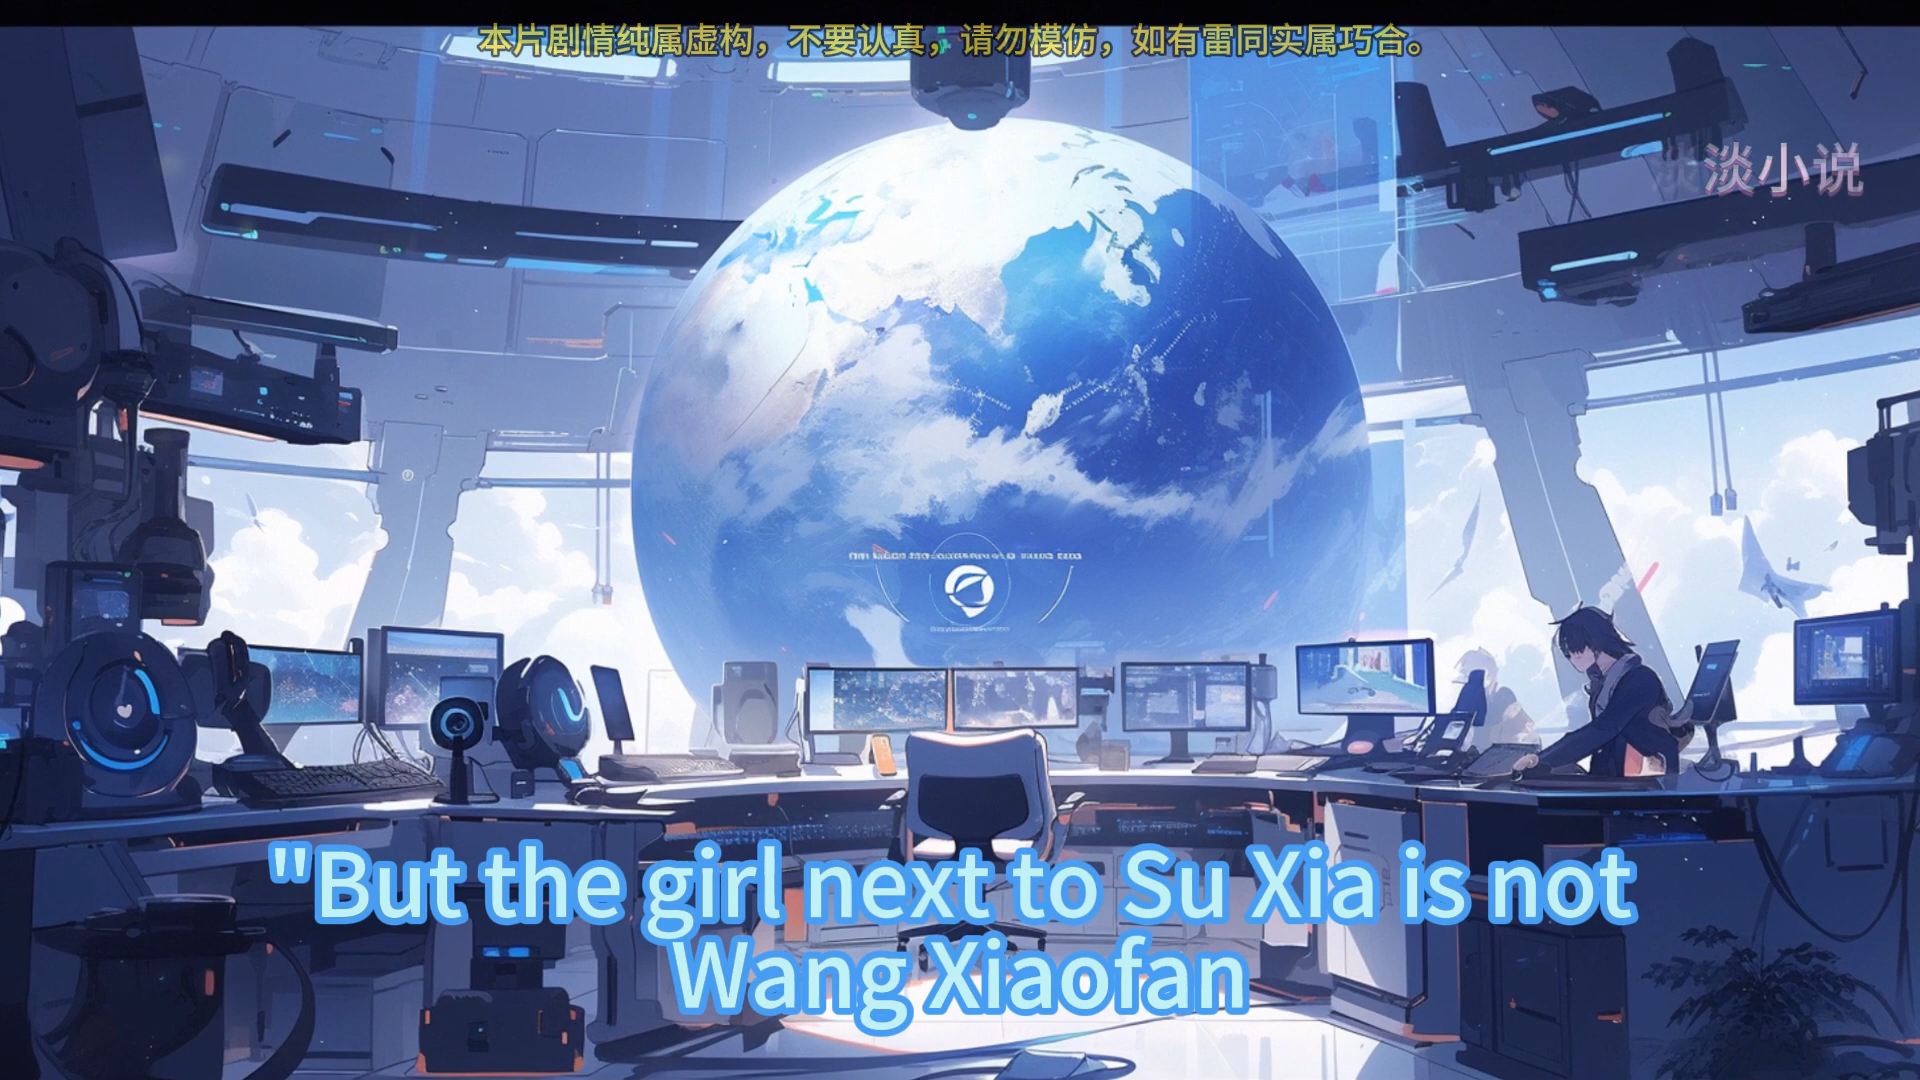 本片剧情纯属虚构，不要认真，请勿模仿，如有雷同实属巧合。
淡淡小说
"But the girl next to Su Xia is not
Wang Xiaofan